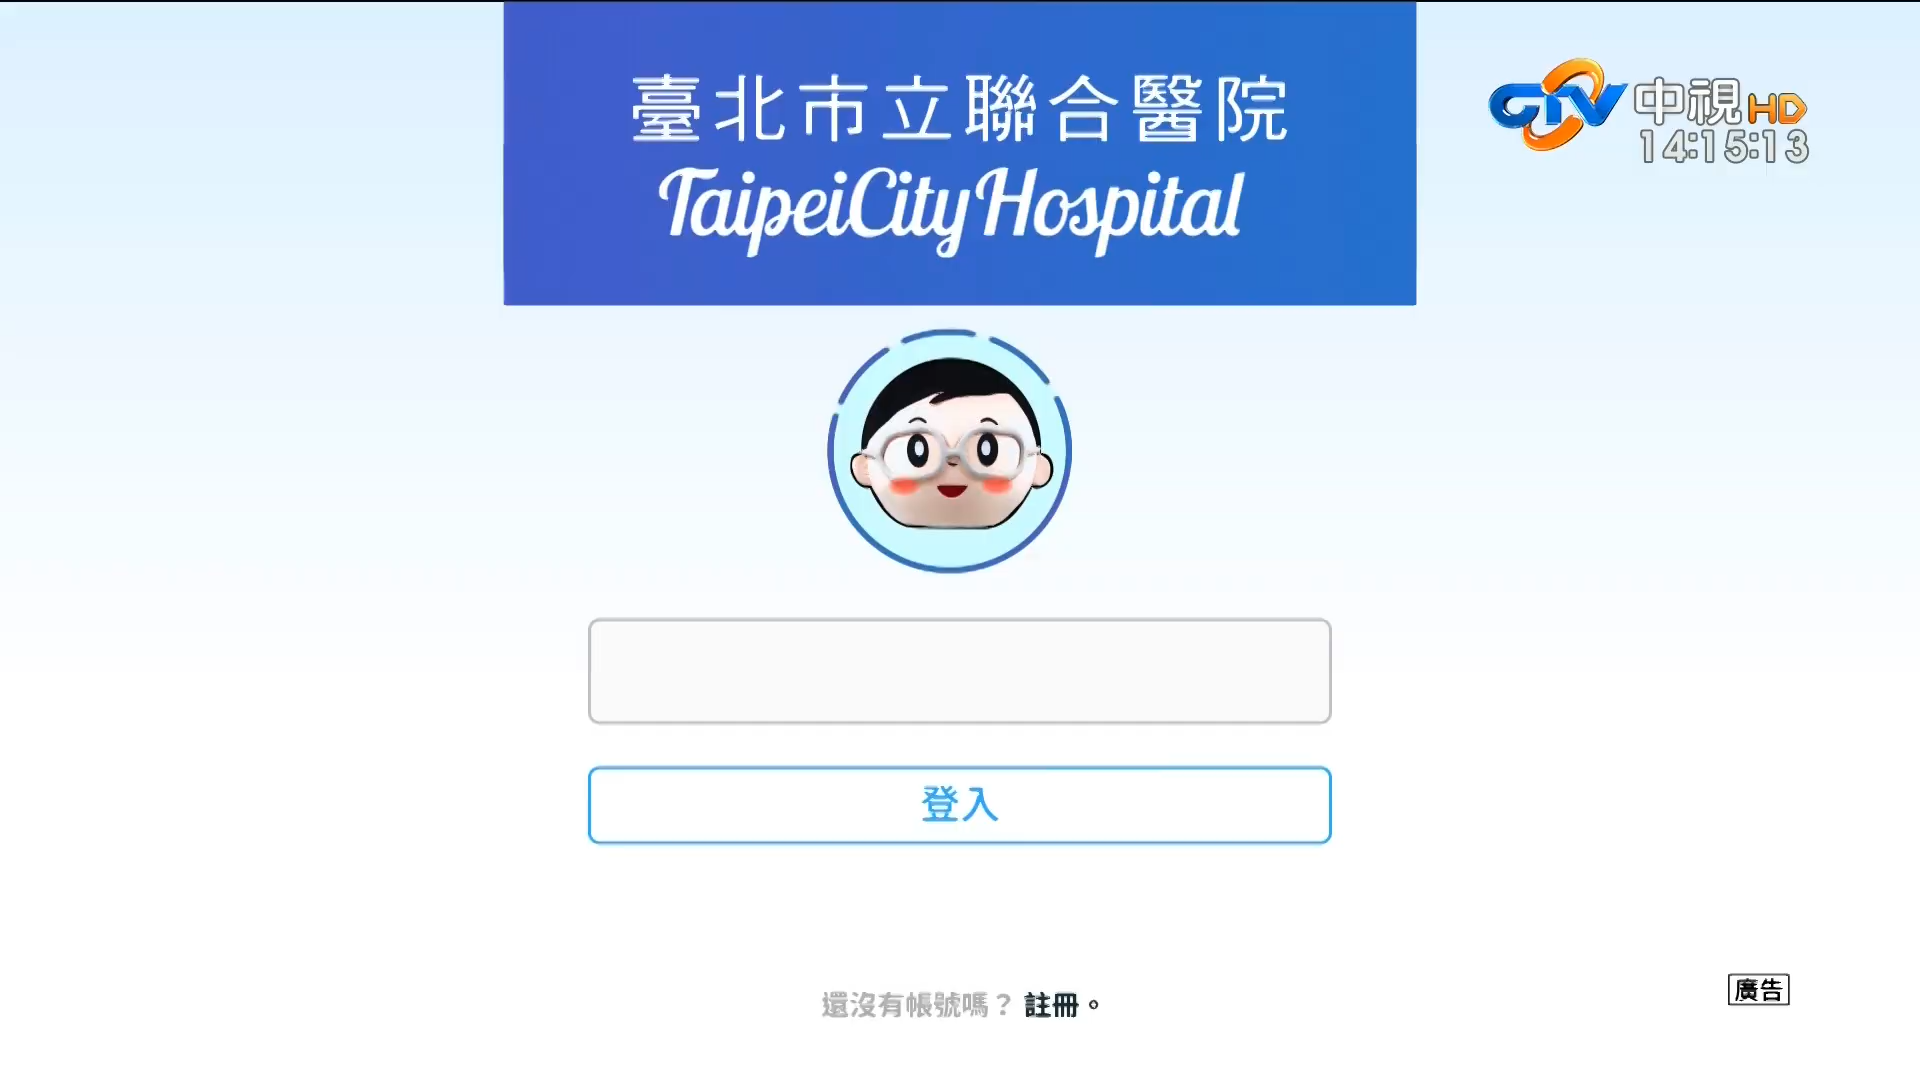 臺北市立聯合醫院
TaipeiCityHospital
CTV 中視HD
14:15:13
登入
還沒有帳號嗎？ 註冊。
廣告